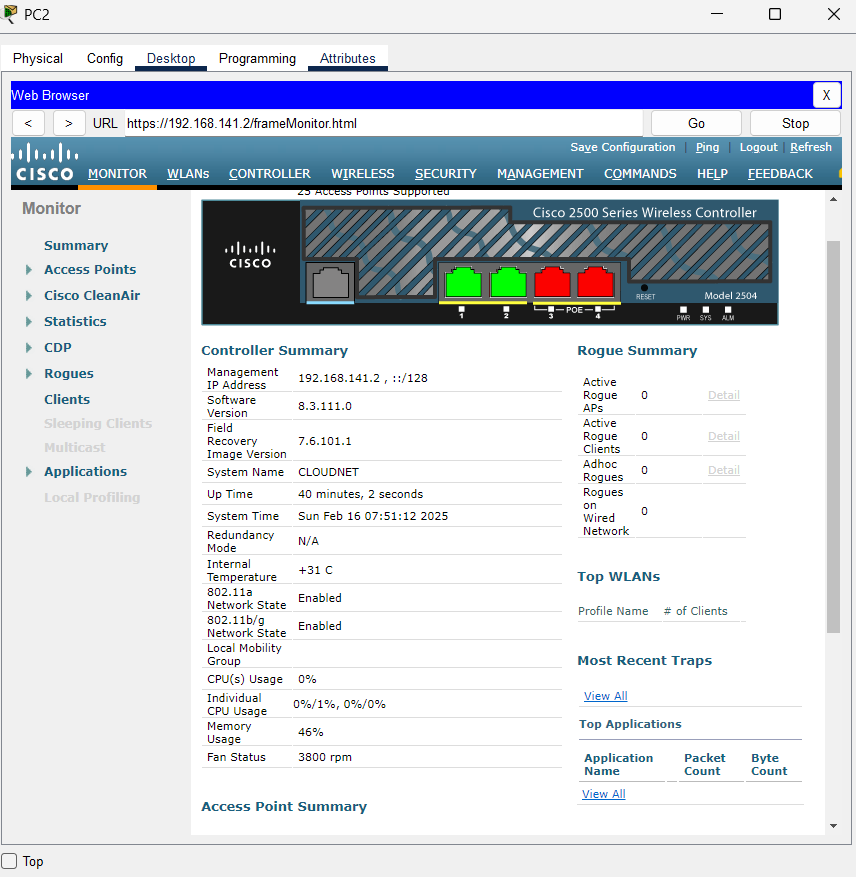 PC2
Physical Config Desktop Programming Attributes
Web Browser X
< > URL https://192.168.141.2/frameMonitor.html Go Stop
Save Configuration Ping Logout Refresh
CISCO MONITOR WLANs CONTROLLER WIRELESS SECURITY MANAGEMENT COMMANDS HELP FEEDBACK
Monitor
Summary
Access Points
Cisco CleanAir
Statistics
CDP
Rogues
Clients
Sleeping Clients
Multicast
Applications
Local Profiling
25 Access Points Supported
Cisco 2500 Series Wireless Controller
CISCO
RESET
Model 2504
1 2 3 POE 4
PWR SYS ALM
Controller Summary
Management
IP Address 192.168.141.2 , ::/128
Software
Version 8.3.111.0
Field
Recovery
Image Version 7.6.101.1
System Name CLOUDNET
Up Time 40 minutes, 2 seconds
System Time Sun Feb 16 07:51:12 2025
Redundancy
Mode N/A
Internal
Temperature +31 C
802.11a
Network State Enabled
802.11b/g
Network State Enabled
Local Mobility
Group
CPU(s) Usage 0%
Individual
CPU Usage 0%/1%, 0%/0%
Memory
Usage 46%
Fan Status 3800 rpm
Access Point Summary
Rogue Summary
Active
Rogue
APs 0 Detail
Active
Rogue
Clients 0 Detail
Adhoc
Rogues 0 Detail
Rogues
on
Wired
Network 0
Top WLANs
Profile Name # of Clients
Most Recent Traps
View All
Top Applications
Application
Name Packet
Count Byte
Count
View All
Top